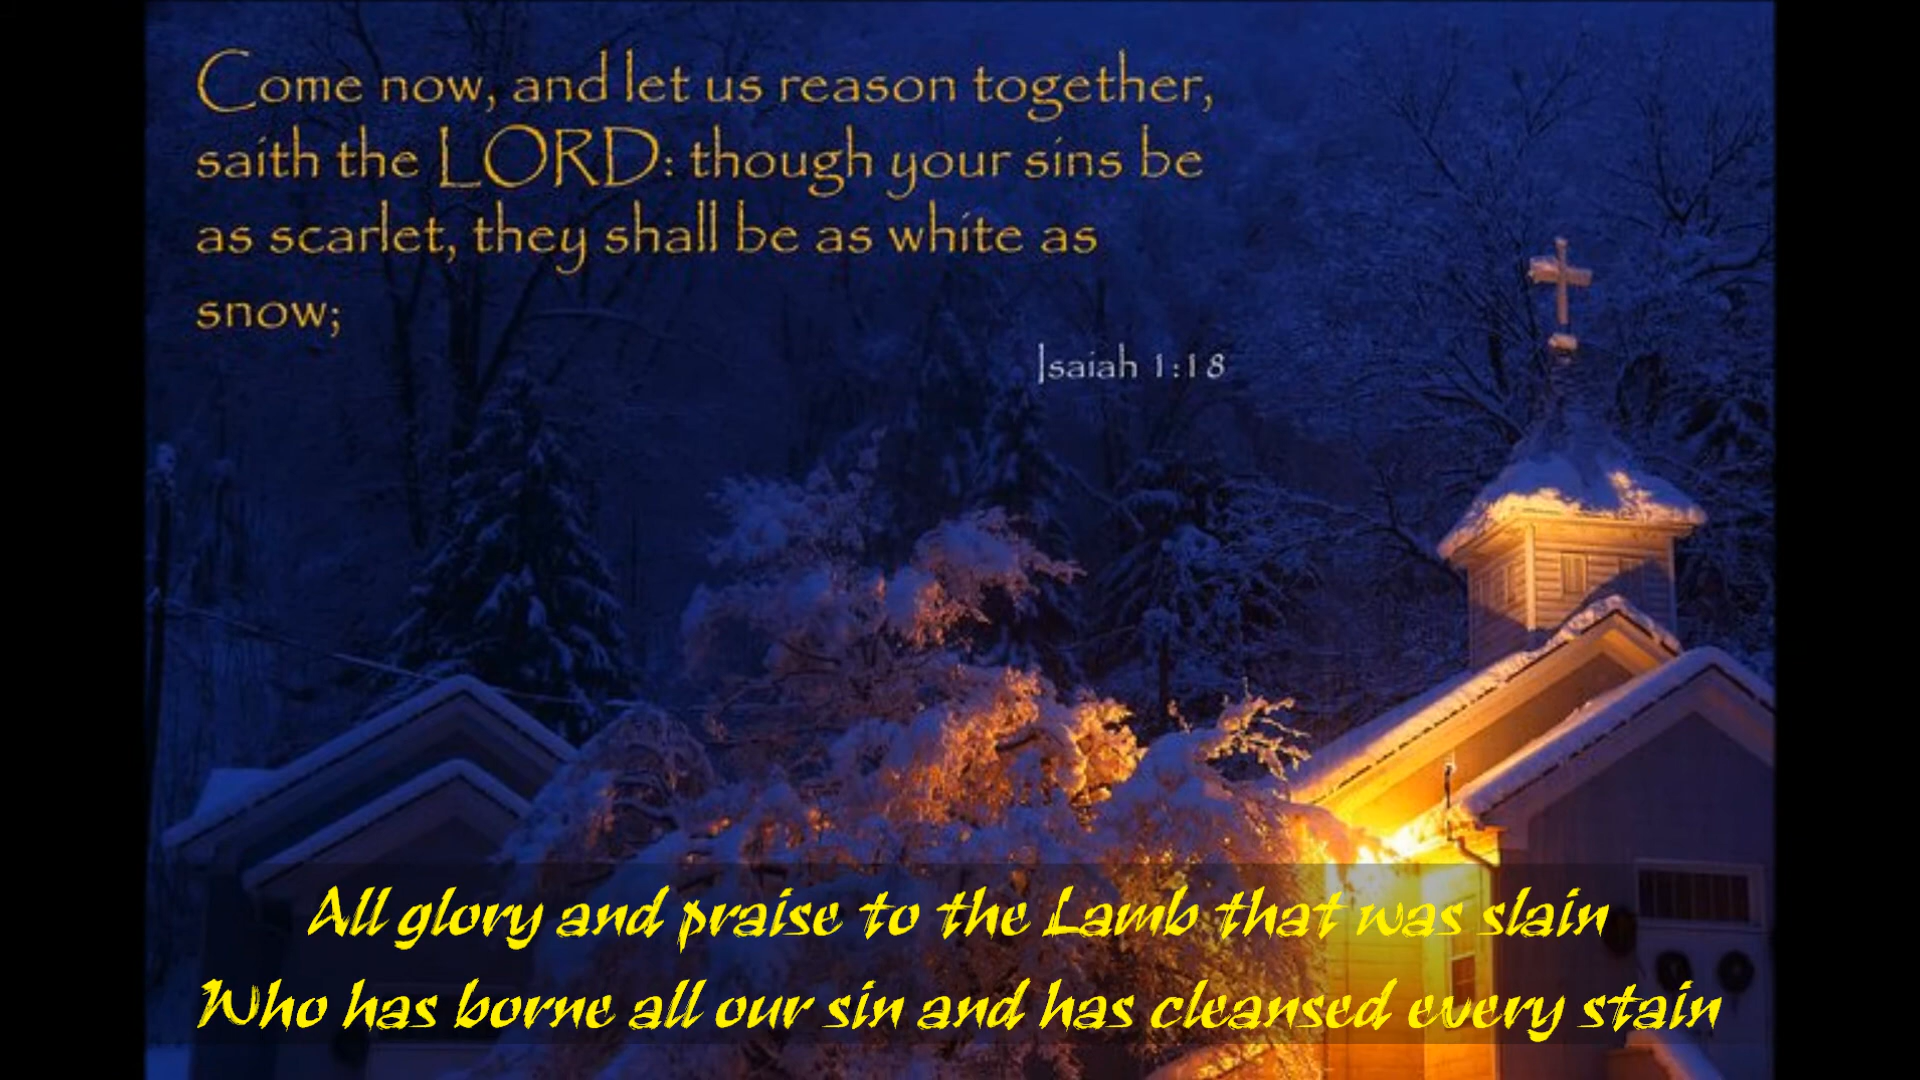 Come now, and let us reason together,
saith the LORD: though your sins be
as scarlet, they shall be as white as
snow;
Isaiah 1:18
All glory and praise to the Lamb that was slain
Who has borne all our sin and has cleansed every stain